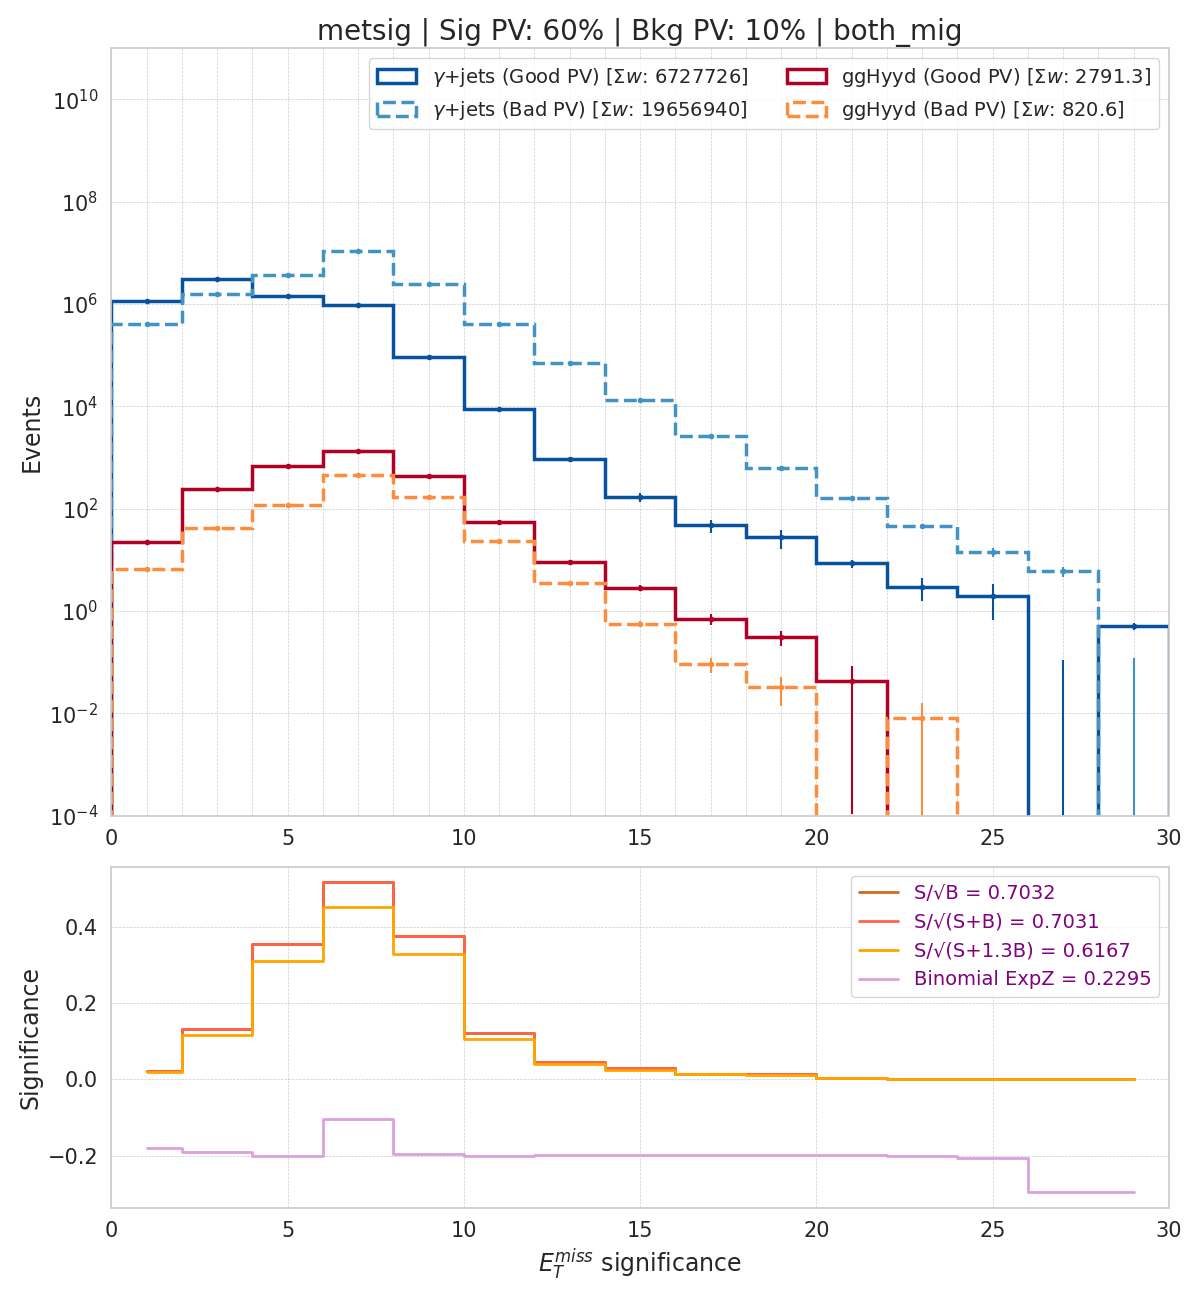 metsig | Sig PV: 60% | Bkg PV: 10% | both_mig
γ+jets (Good PV) [Σw: 6727726]
γ+jets (Bad PV) [Σw: 19656940]
ggHyyd (Good PV) [Σw: 2791.3]
ggHyyd (Bad PV) [Σw: 820.6]
Events
10^10
10^8
10^6
10^4
10^2
10^0
10^−2
10^−4
0 5 10 15 20 25 30
S/√B = 0.7032
S/√(S+B) = 0.7031
S/√(S+1.3B) = 0.6167
Binomial ExpZ = 0.2295
Significance
0.4
0.2
0.0
−0.2
0 5 10 15 20 25 30
E_T^miss significance